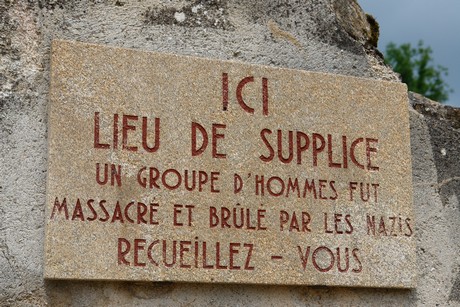 ICI
LIEU DE SUPPLICE
UN GROUPE D'HOMMES FUT
MASSACRÉ ET BRÛLÉ PAR LES NAZIS
RECUEILLEZ - VOUS